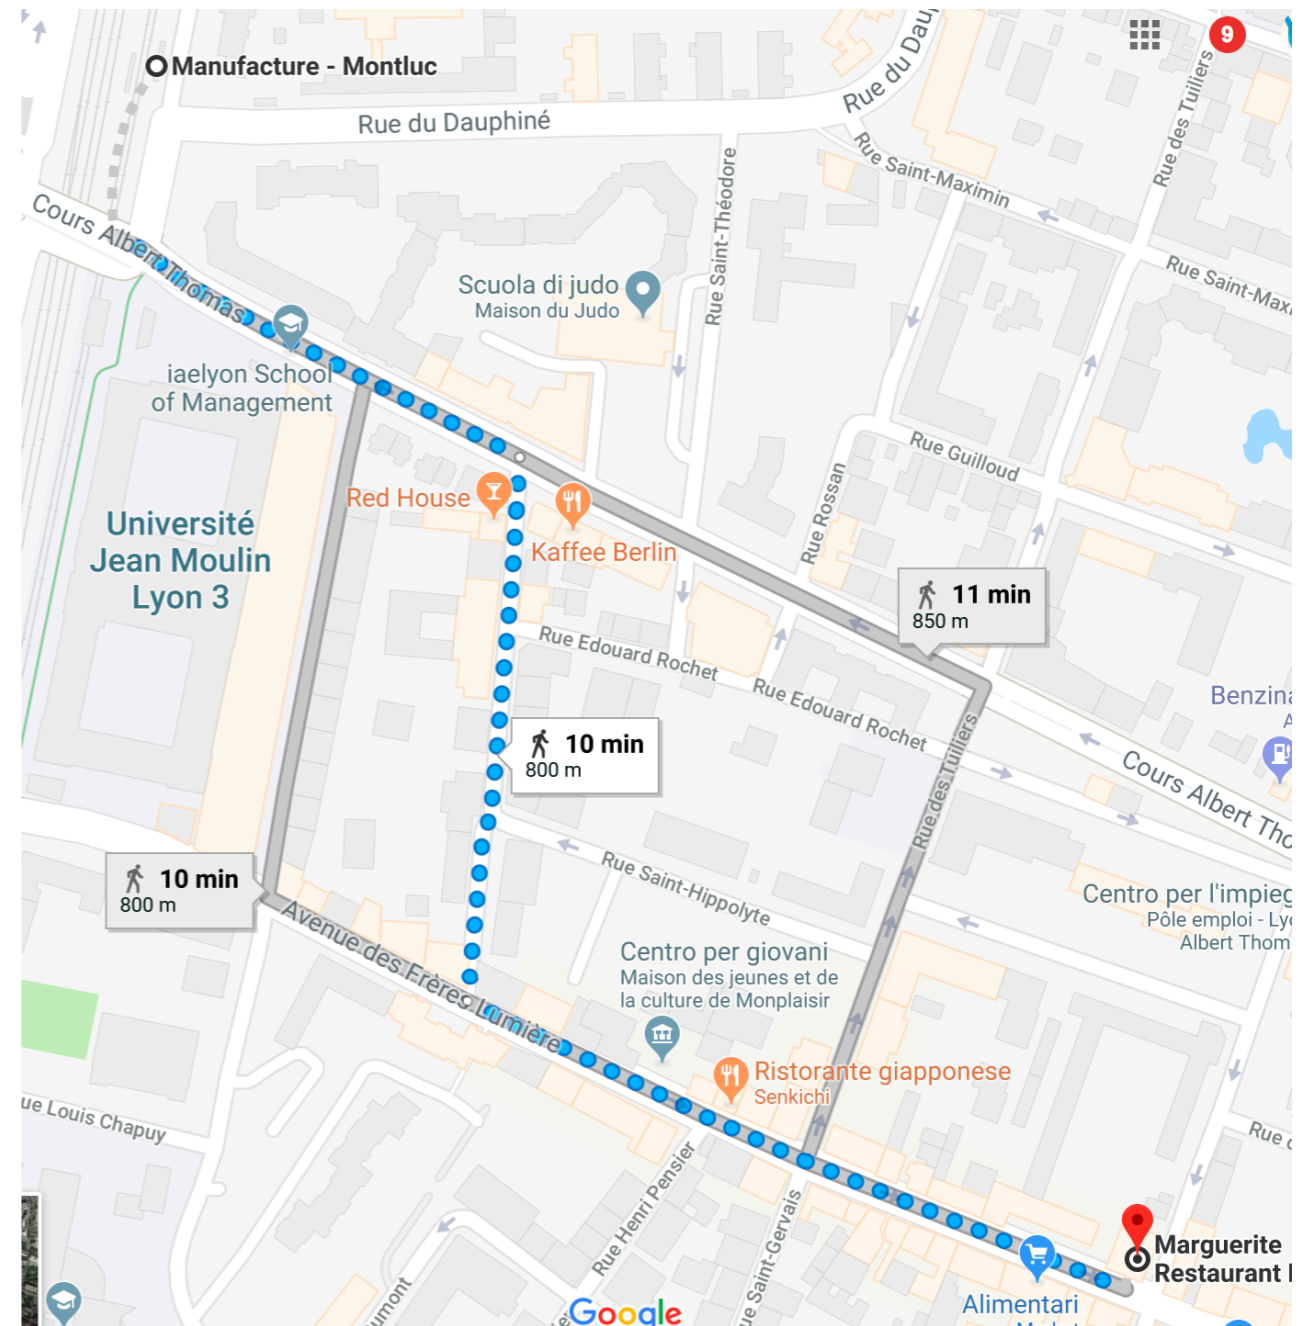 9
Manufacture - Montluc
Rue du Dauphiné
Rue du Dau
Rue des Tuiliers
Rue Saint-Maximin
Rue Saint-Théodore
Cours Albert Thomas
Rue Saint-Maxi
Scuola di judo
Maison du Judo
iaelyon School
of Management
Rue Guilloud
Rue Rossan
Red House
Université
Jean Moulin
Lyon 3
Kaffee Berlin
11 min
850 m
Rue Edouard Rochet
Rue Edouard Rochet
Benzina
A
10 min
800 m
Rue des Tuiliers
Cours Albert Tho
10 min
800 m
Rue Saint-Hippolyte
Centro per l'impieg
Pôle emploi - Lyo
Albert Thom
Avenue des Frères Lumière
Centro per giovani
Maison des jeunes et de
la culture de Monplaisir
Ristorante giapponese
Senkichi
ue Louis Chapuy
Rue
Rue Henri Pensier
ue Saint-Gervais
Marguerite
Restaurant
umont
Alimentari
Google